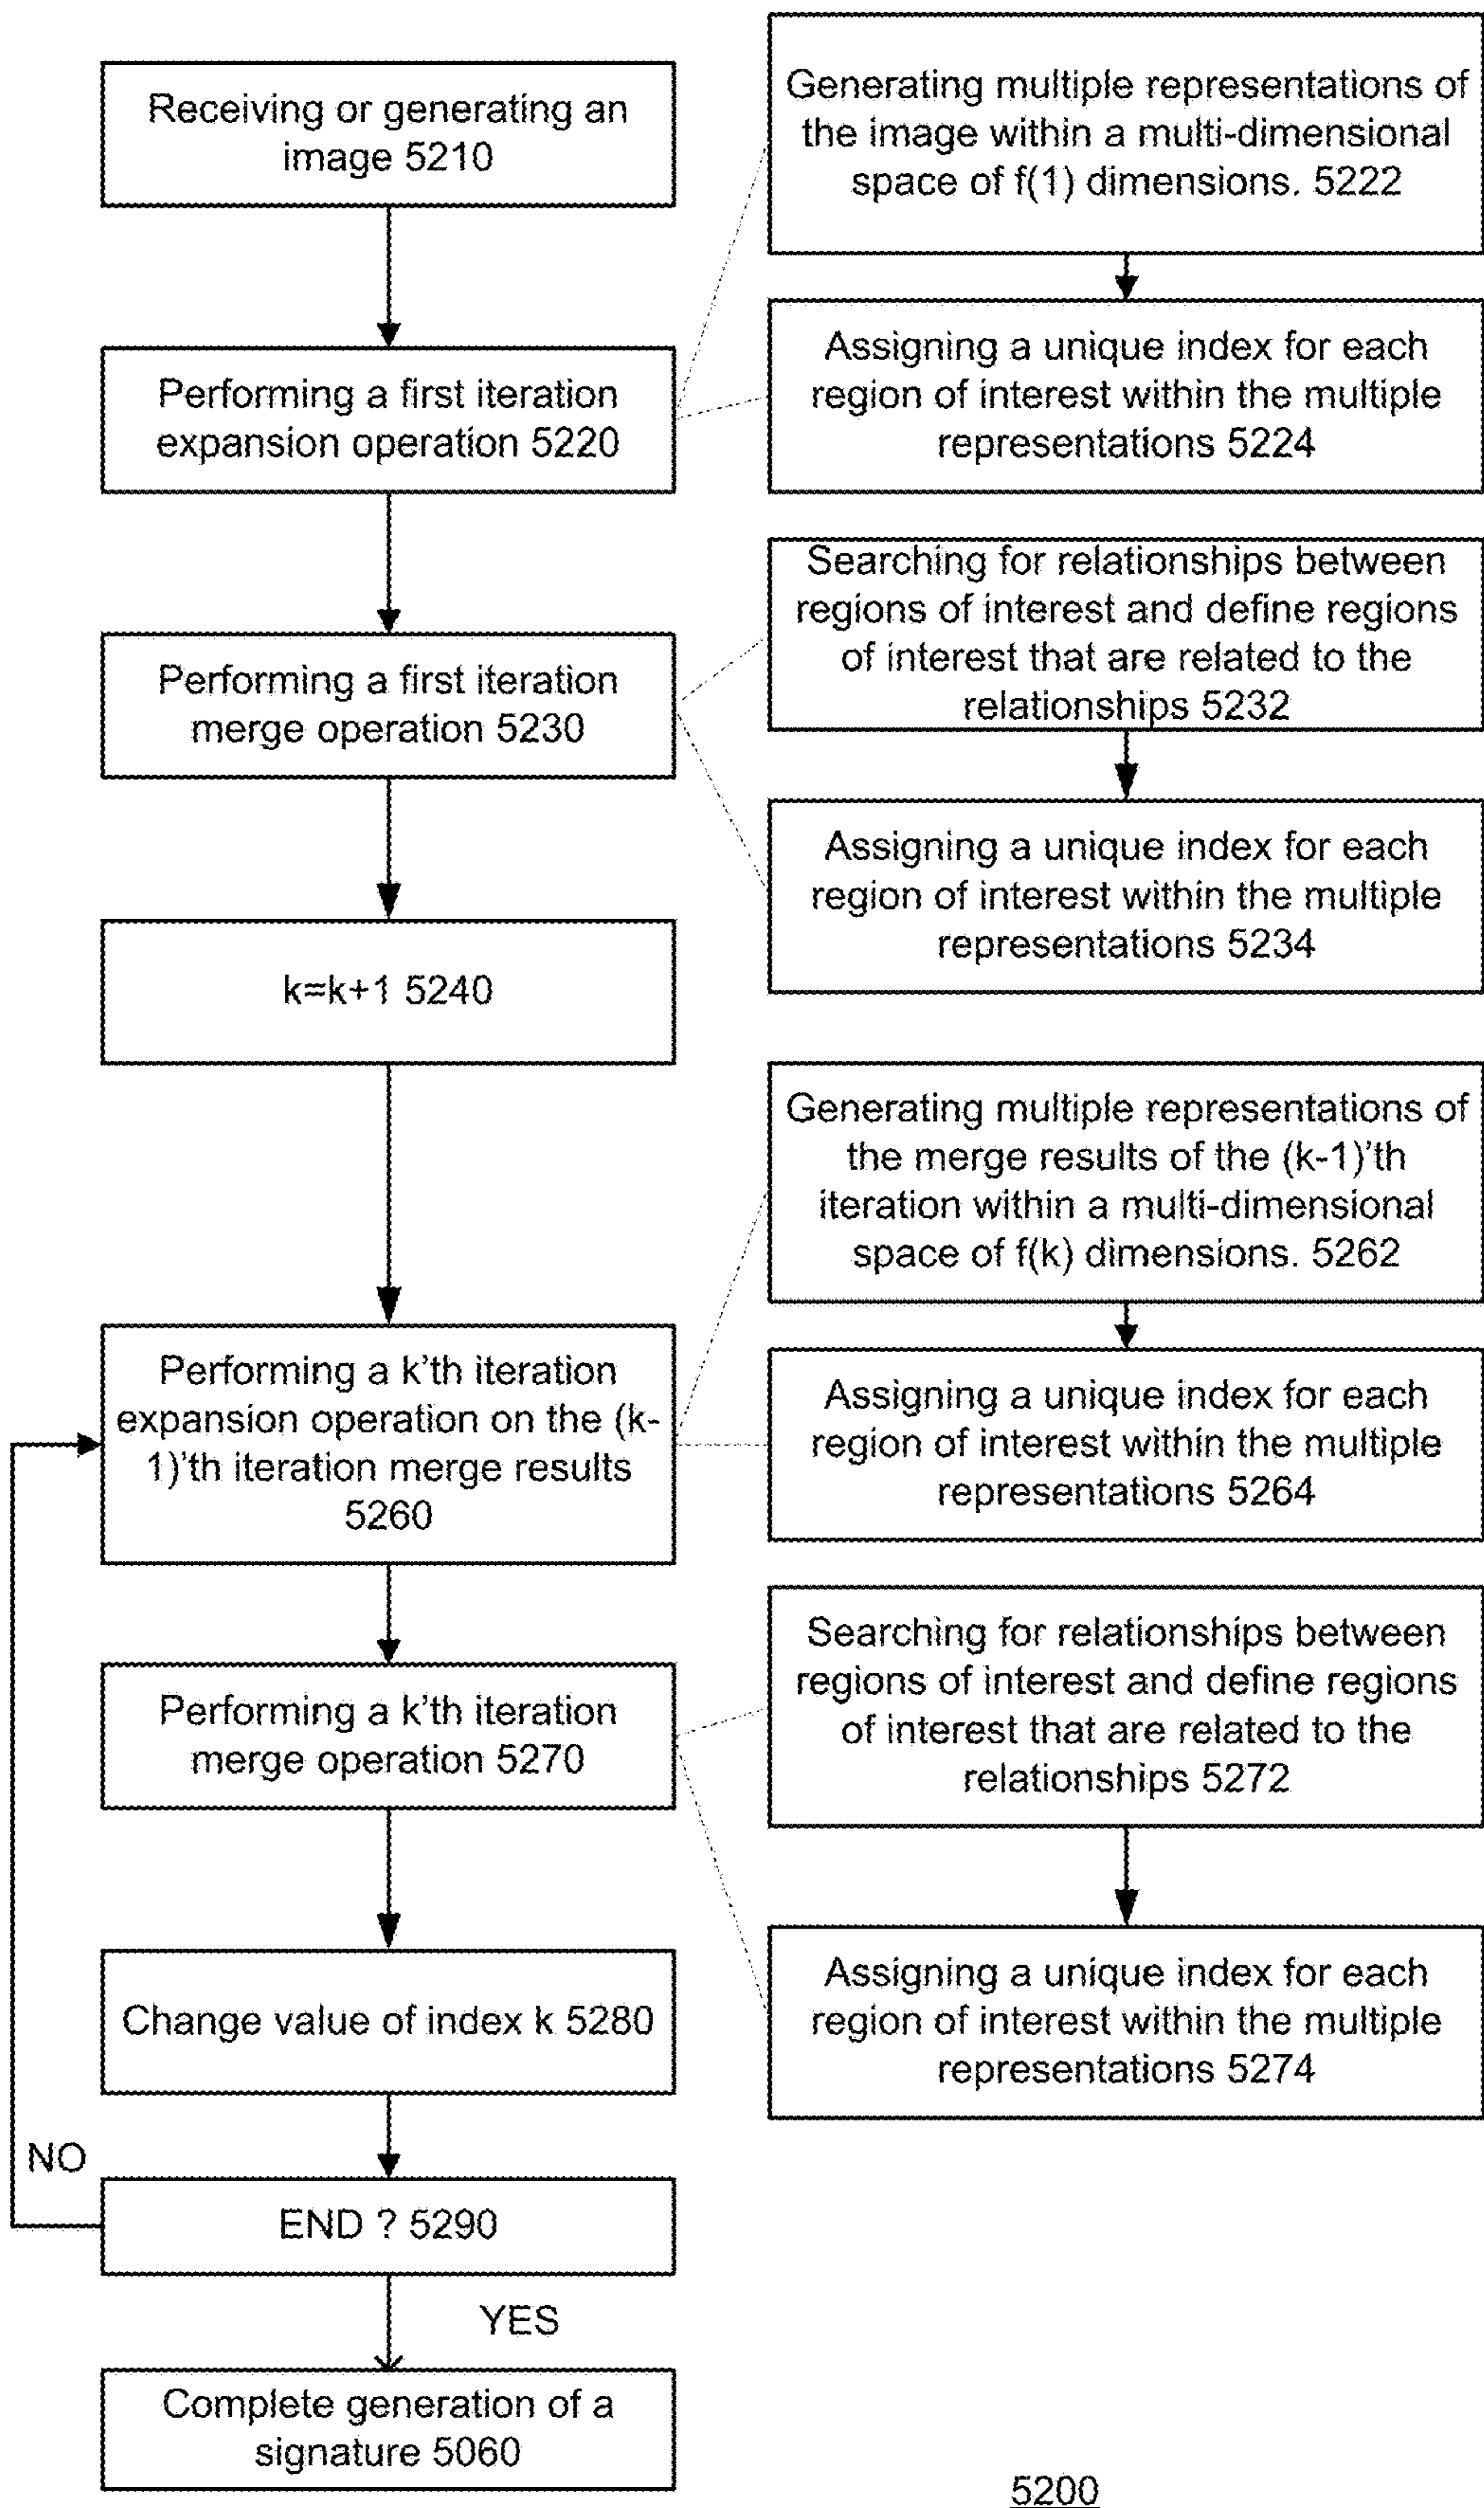 Receiving or generating an
image 5210
Generating multiple representations of
the image within a multi-dimensional
space of f(1) dimensions. 5222
Performing a first iteration
expansion operation 5220
Assigning a unique index for each
region of interest within the multiple
representations 5224
Performing a first iteration
merge operation 5230
Searching for relationships between
regions of interest and define regions
of interest that are related to the
relationships 5232
Assigning a unique index for each
region of interest within the multiple
representations 5234
k=k+1 5240
Performing a k'th iteration
expansion operation on the (k-
1)'th iteration merge results
5260
Generating multiple representations of
the merge results of the (k-1)'th
iteration within a multi-dimensional
space of f(k) dimensions. 5262
Assigning a unique index for each
region of interest within the multiple
representations 5264
Performing a k'th iteration
merge operation 5270
Searching for relationships between
regions of interest and define regions
of interest that are related to the
relationships 5272
Assigning a unique index for each
region of interest within the multiple
representations 5274
Change value of index k 5280
NO
END ? 5290
YES
Complete generation of a
signature 5060
5200